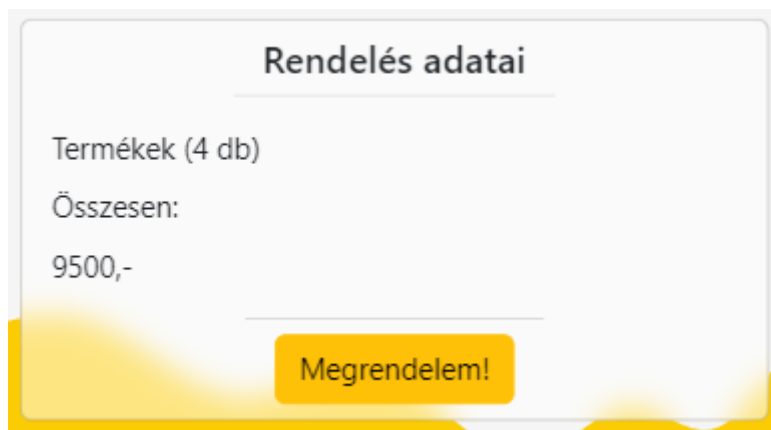 Rendelés adatai
Termékek (4 db)
Összesen:
9500,-
Megrendelem!